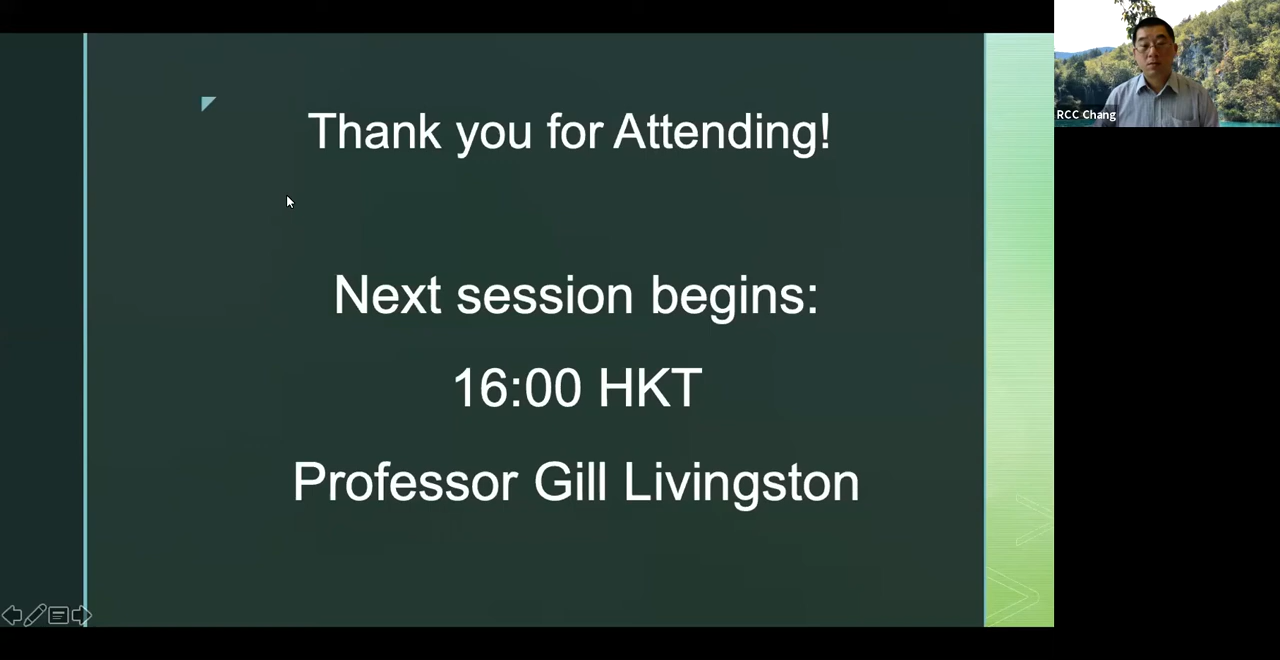 Thank you for Attending!
Next session begins:
16:00 HKT
Professor Gill Livingston
RCC Chang